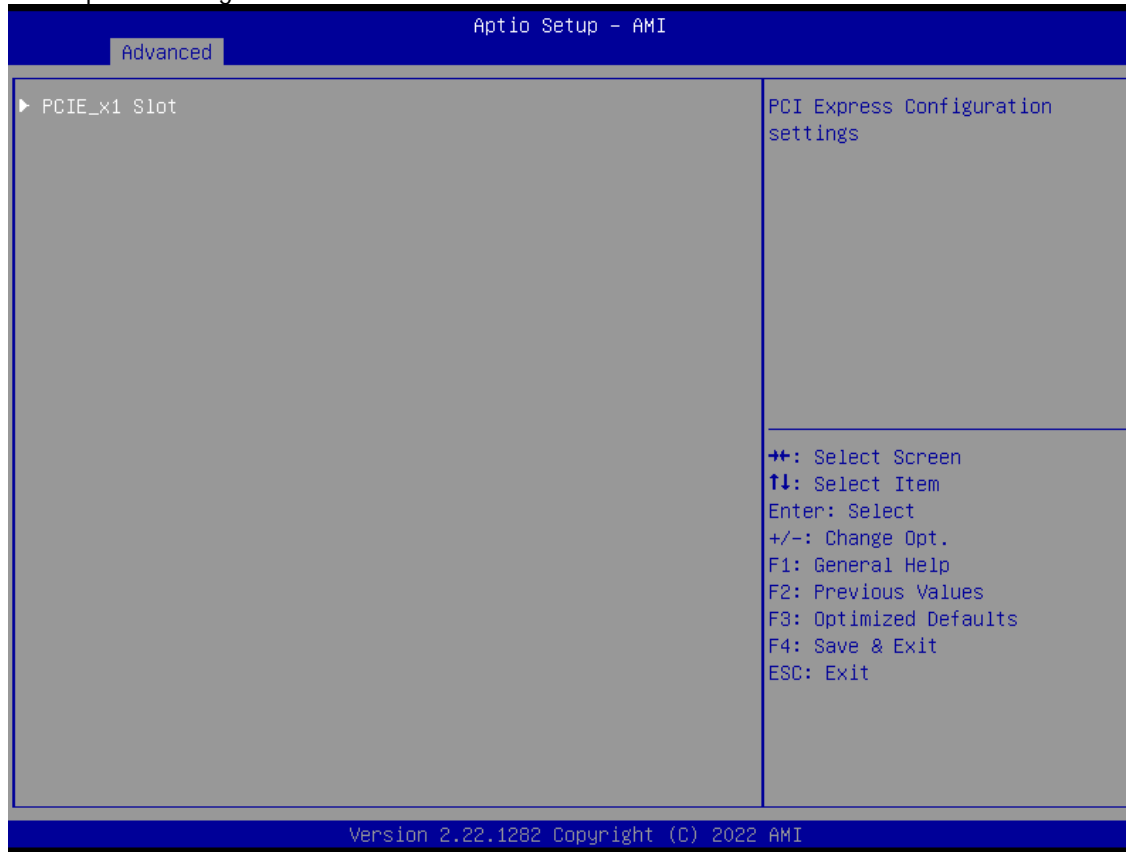 Aptio Setup - AMI
Advanced
▶ PCIE_x1 Slot
PCI Express Configuration
settings
→←: Select Screen
↑↓: Select Item
Enter: Select
+/-: Change Opt.
F1: General Help
F2: Previous Values
F3: Optimized Defaults
F4: Save & Exit
ESC: Exit
Version 2.22.1282 Copyright (C) 2022 AMI